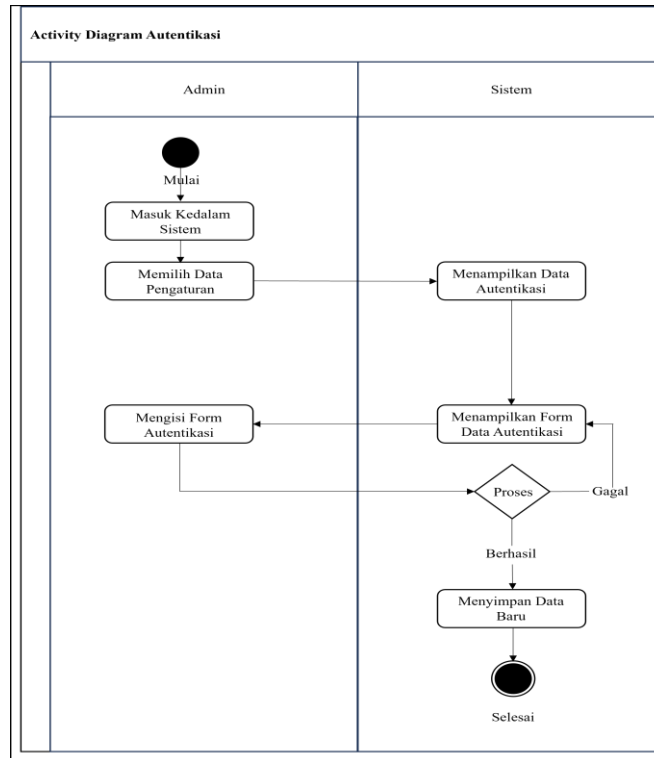 Activity Diagram Autentikasi
Admin
Sistem
Mulai
Masuk Kedalam
Sistem
Memilih Data
Pengaturan
Menampilkan Data
Autentikasi
Mengisi Form
Autentikasi
Menampilkan Form
Data Autentikasi
Proses
Gagal
Berhasil
Menyimpan Data
Baru
Selesai